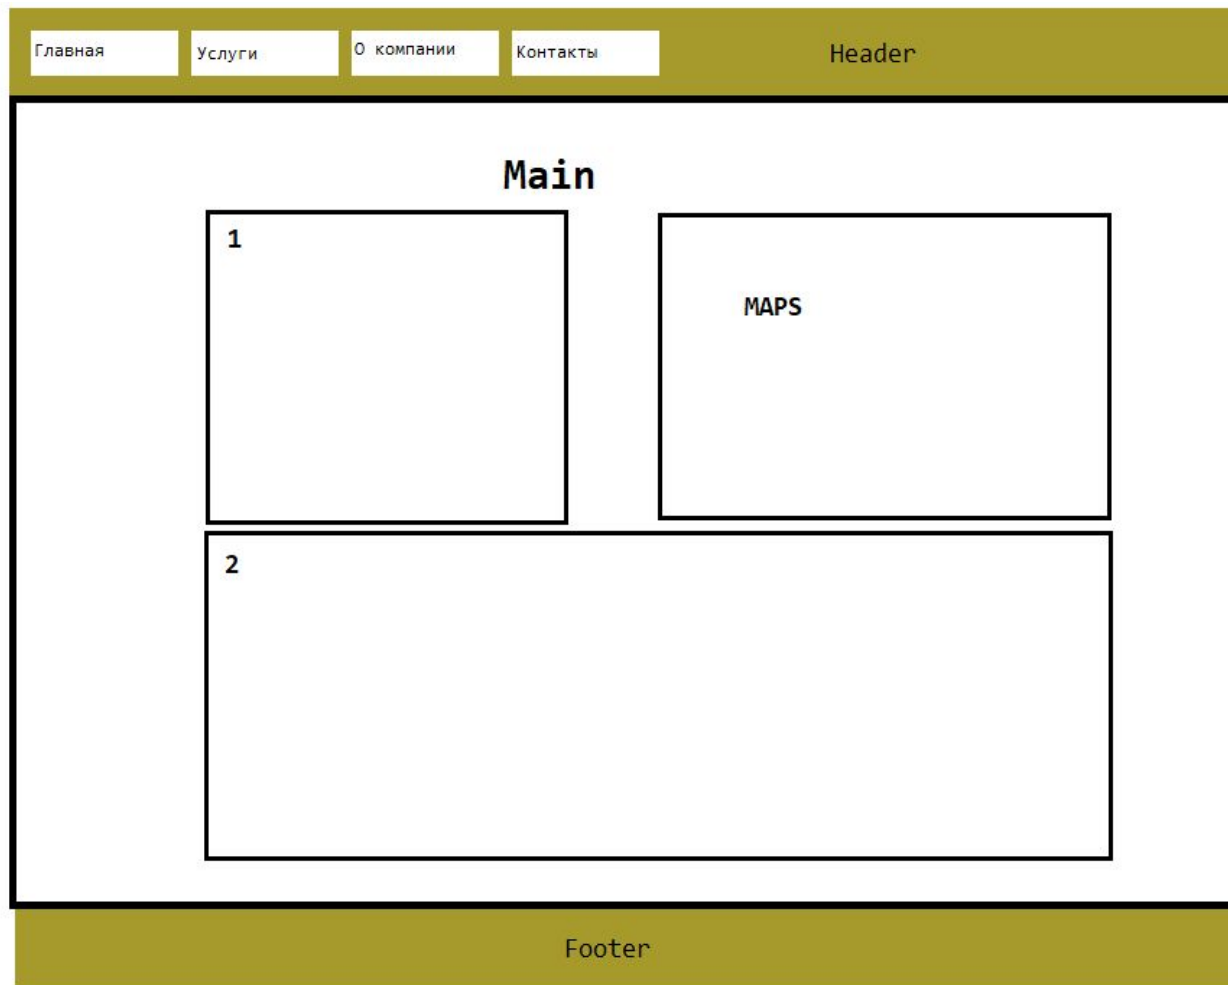 Главная
Услуги
О компании
Контакты
Header
Main
1
MAPS
2
Footer